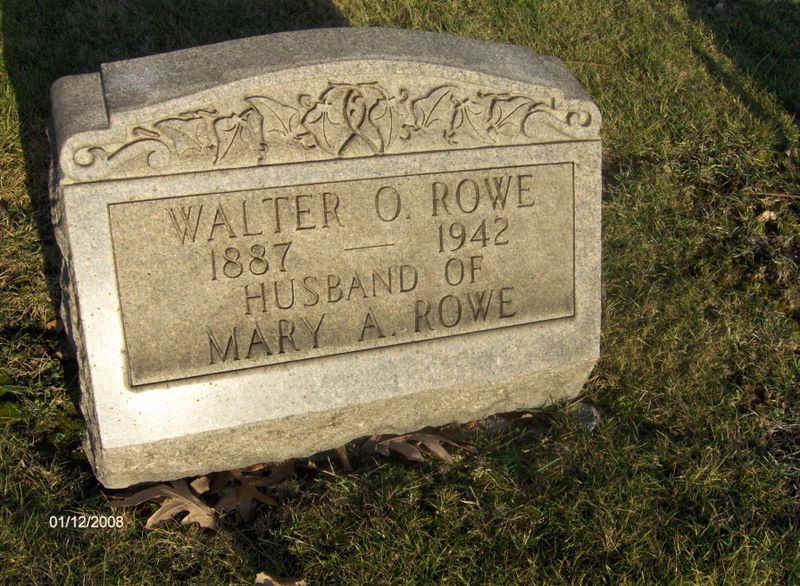 WALTER O. ROWE
1887 — 1942
HUSBAND OF
MARY A. ROWE
01/12/2008